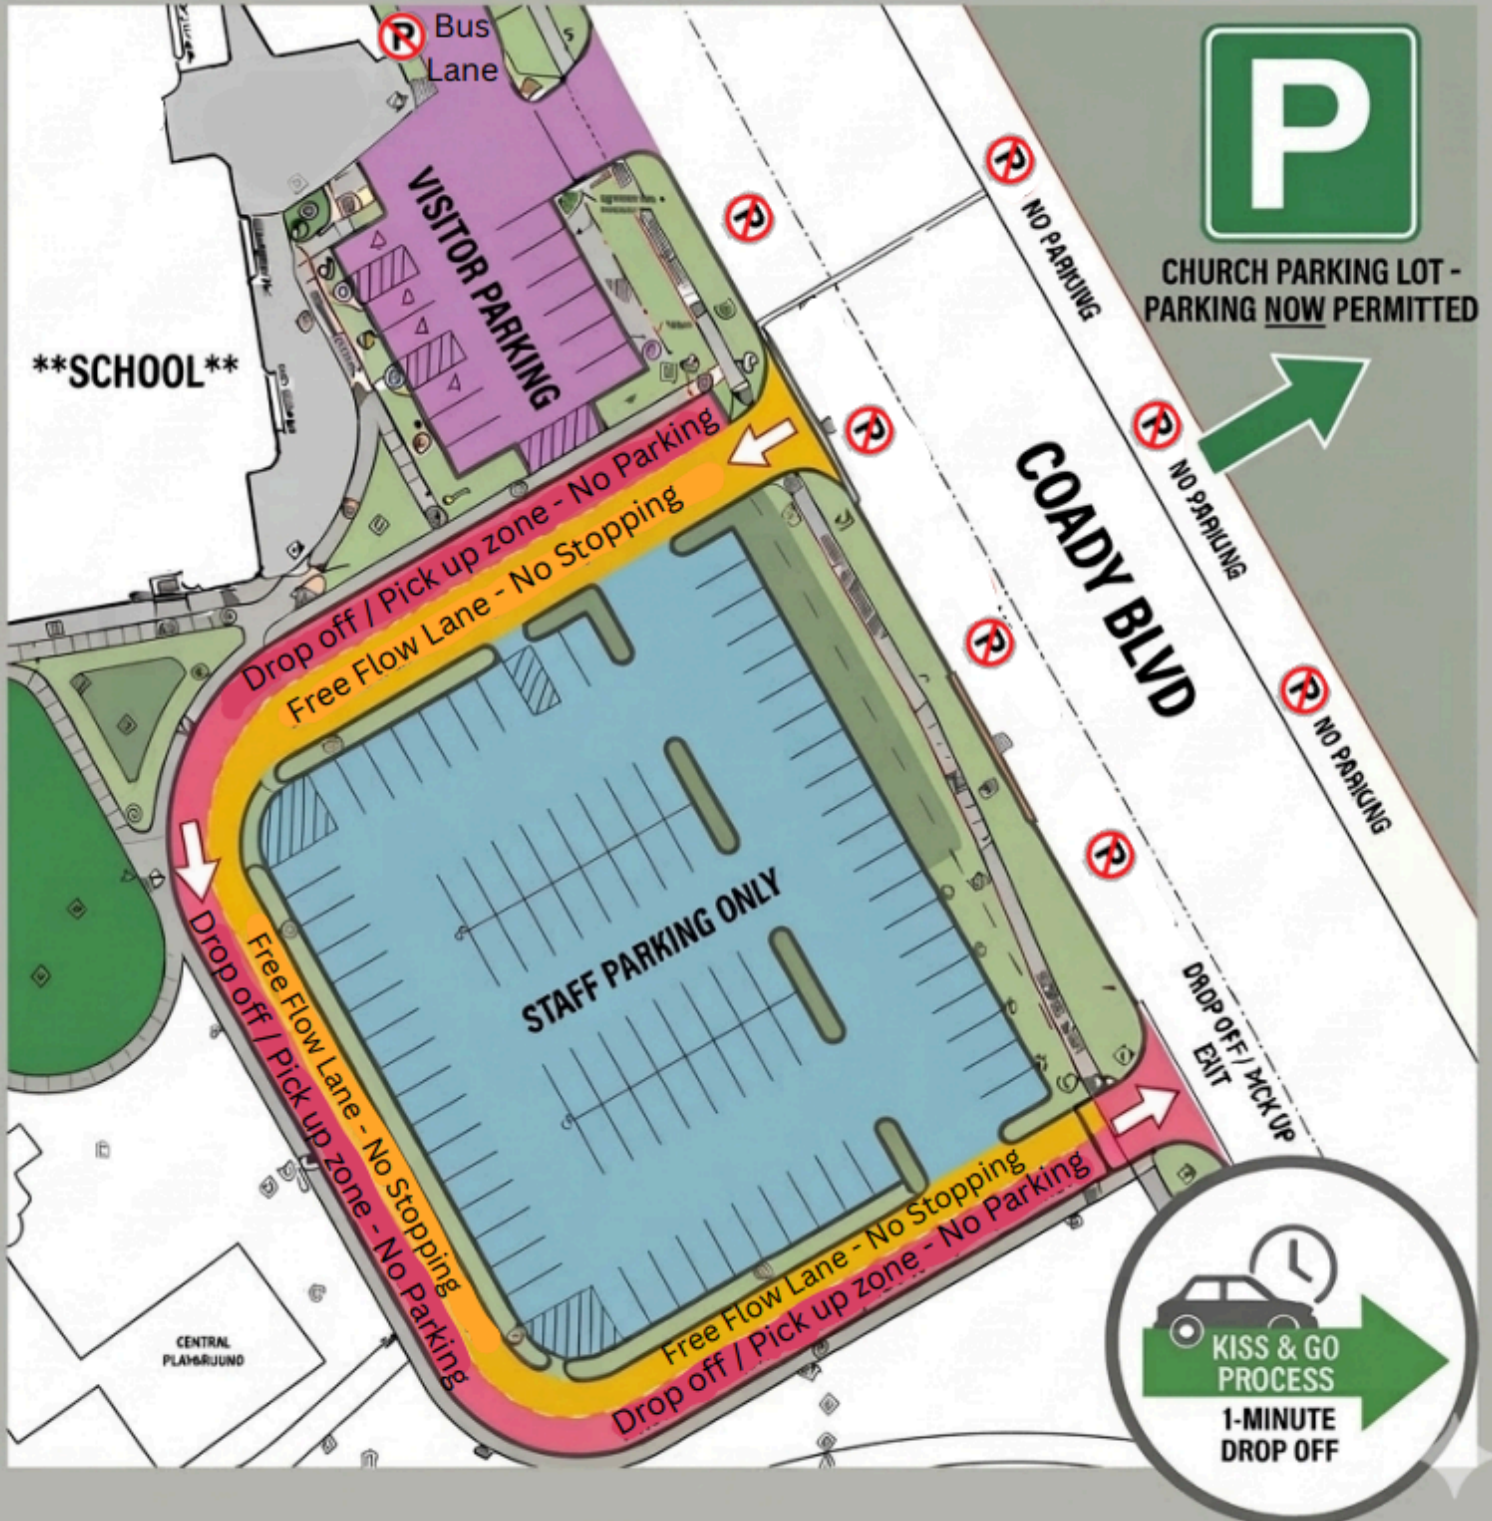 P
Bus
Lane
P
P
CHURCH PARKING LOT -
PARKING NOW PERMITTED
NO PARKING
P
VISITOR PARKING
**SCHOOL**
P
P
NO PARKING
COADY BLVD
Drop off / Pick up zone - No Parking
Free Flow Lane - No Stopping
P
P
NO PARKING
P
STAFF PARKING ONLY
Drop off / Pick up zone - No Parking
Free Flow Lane - No Stopping
DROP OFF / PICK UP
EXIT
Free Flow Lane - No Stopping
Drop off / Pick up zone - No Parking
CENTRAL
PLAYGROUND
KISS & GO
PROCESS
1-MINUTE
DROP OFF